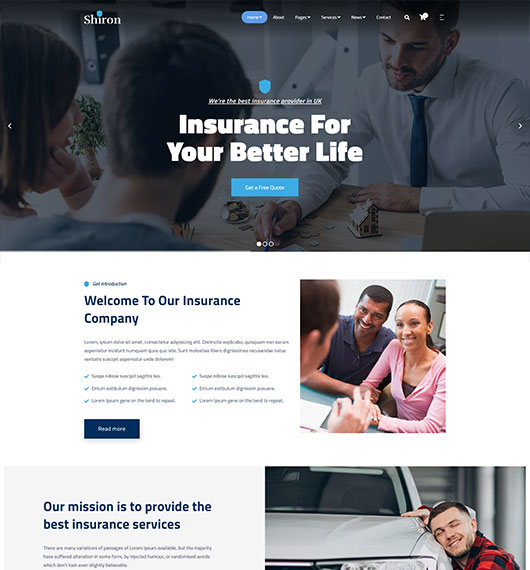 Shiron
Home About Pages Services News Contact
We're the best insurance provider in UK
Insurance For
Your Better Life
Get a Free Quote
Get Introduction
Welcome To Our Insurance
Company
Lorem, ipsum dolor sit amet, consectetur adipisicing elit. Distinctio explicabo, quisquam non eorum
aspernatur incidunt numquam quos quo iste. Sunt molestiae libero dignissimos recusandae natus
veritatis suscipit aspernatur unde dolorem!
Suspe ndisse suscipit sagittis leo.
Suspe ndisse suscipit sagittis leo.
Entum estibulum dignissim posuere.
Entum estibulum dignissim posuere.
Lorem Ipsum gene on the tend to repeat.
Lorem Ipsum gene on the tend to repeat.
Read more
Our mission is to provide the
best insurance services
There are many variations of passages of Lorem Ipsum available, but the majority
have suffered alteration in some form, by injected humour, or randomised words
which don't look even slightly believable.